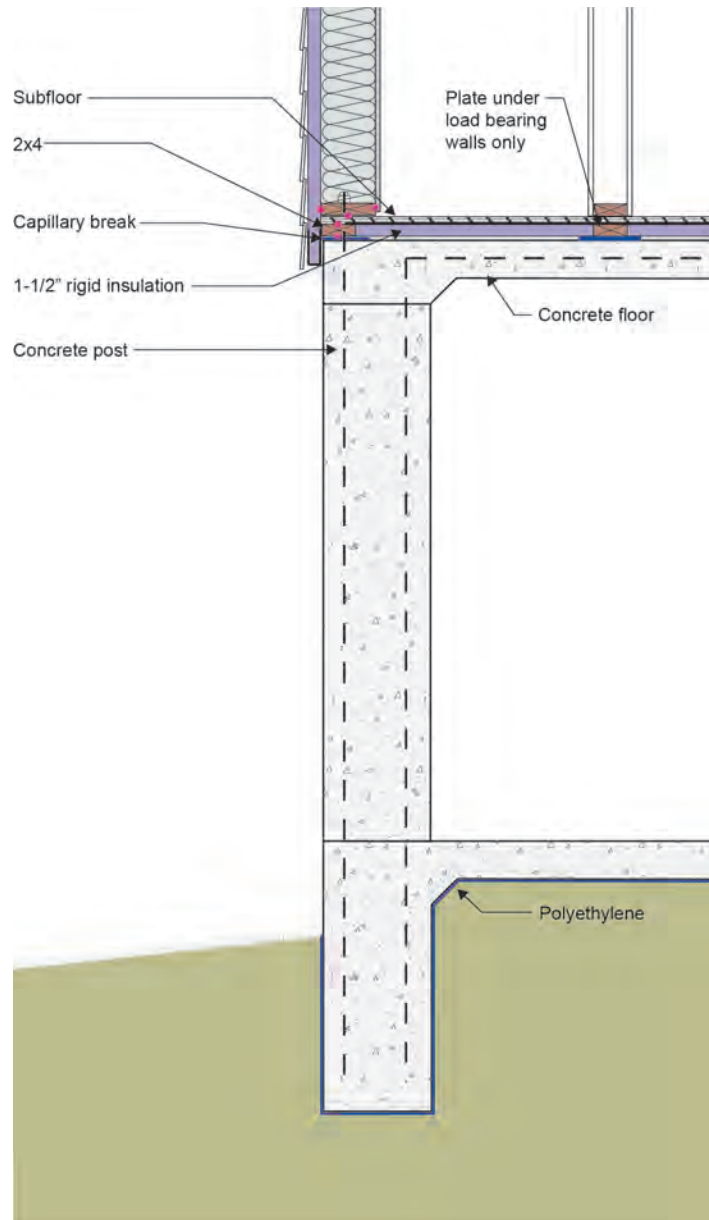 Subfloor
Plate under
load bearing
walls only
2x4
Capillary break
1-1/2” rigid insulation
Concrete floor
Concrete post
Polyethylene